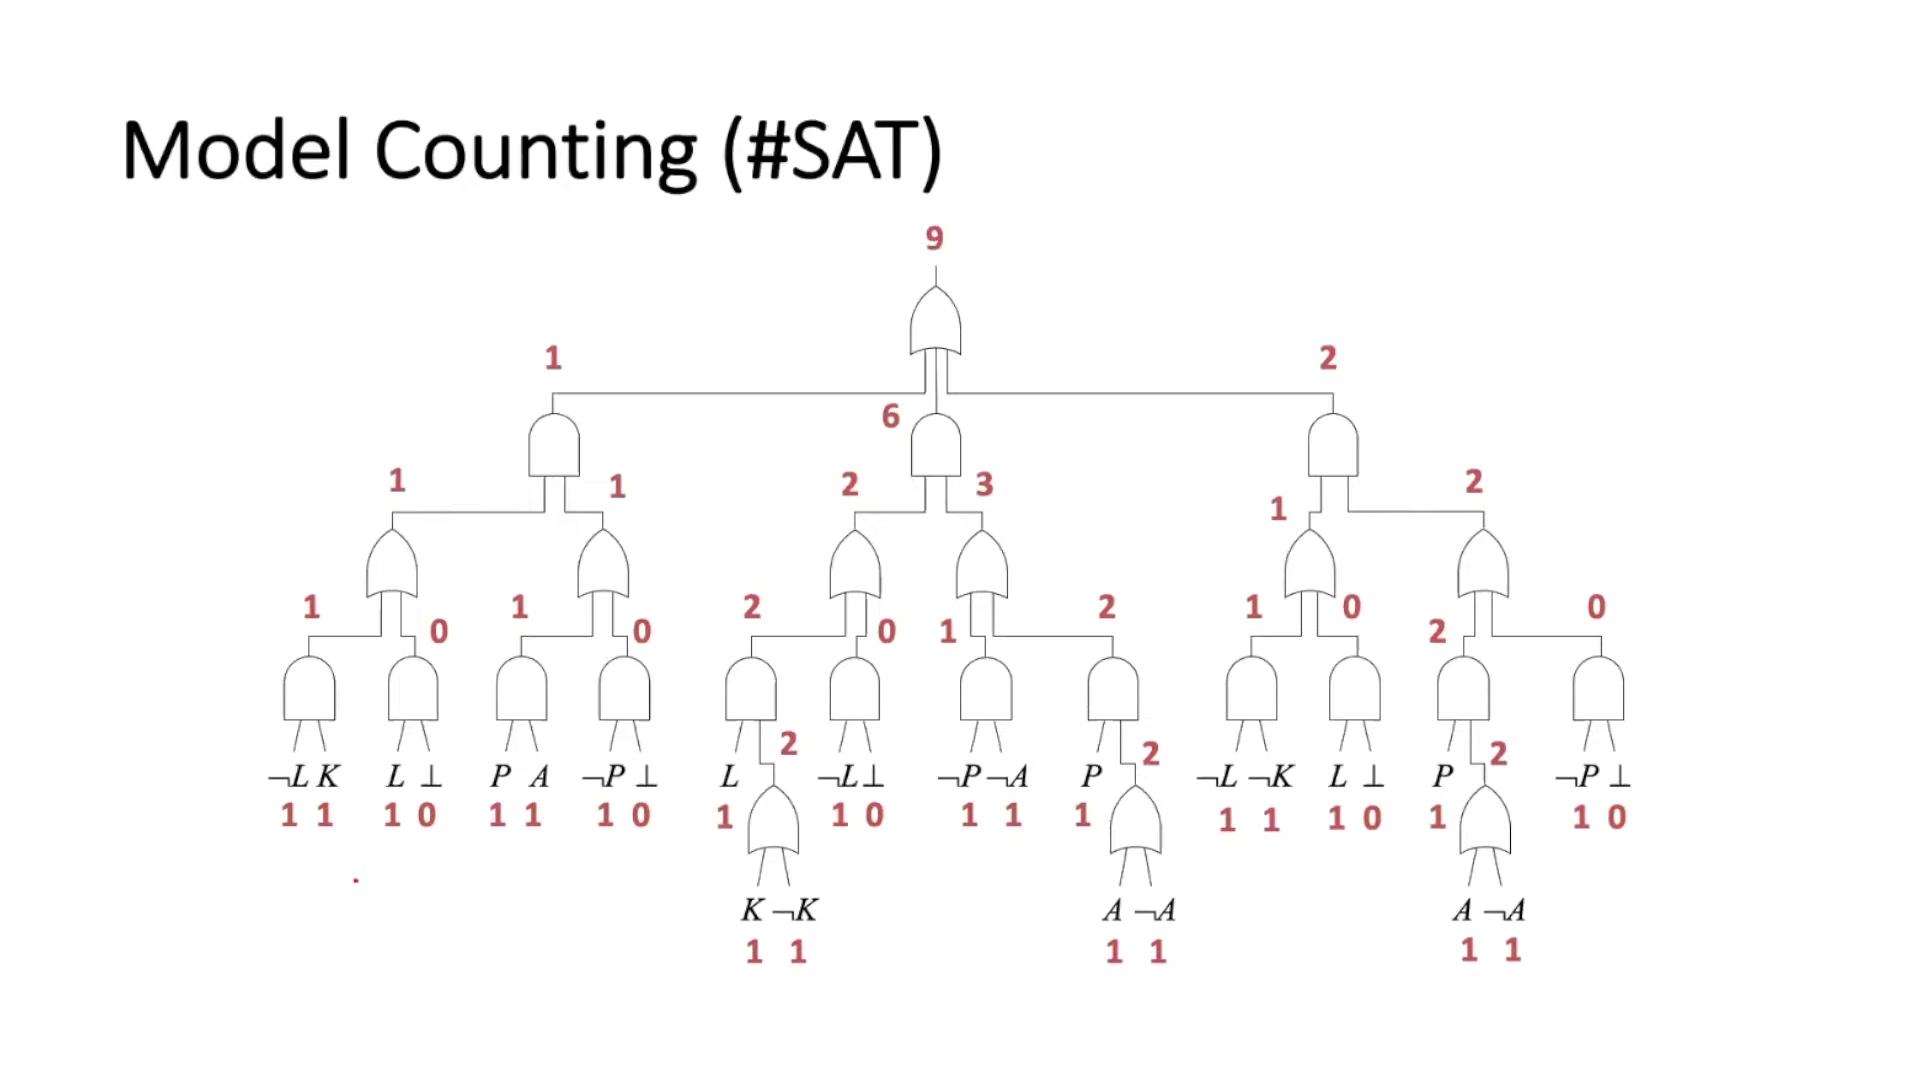 Model Counting (#SAT)
9
1 2
6
1 1 2 3 1 2
1 0 1 0 2 0 1 2 1 0 2 0
¬L K L ⊥ P A ¬P ⊥ L 2 ¬L ⊥ ¬P ¬A P 2 ¬L ¬K L ⊥ P 2 ¬P ⊥
1 1 1 0 1 1 1 0 1 1 0 1 1 1 1 1 1 0 1 1 0
K ¬K A ¬A A ¬A
1 1 1 1 1 1